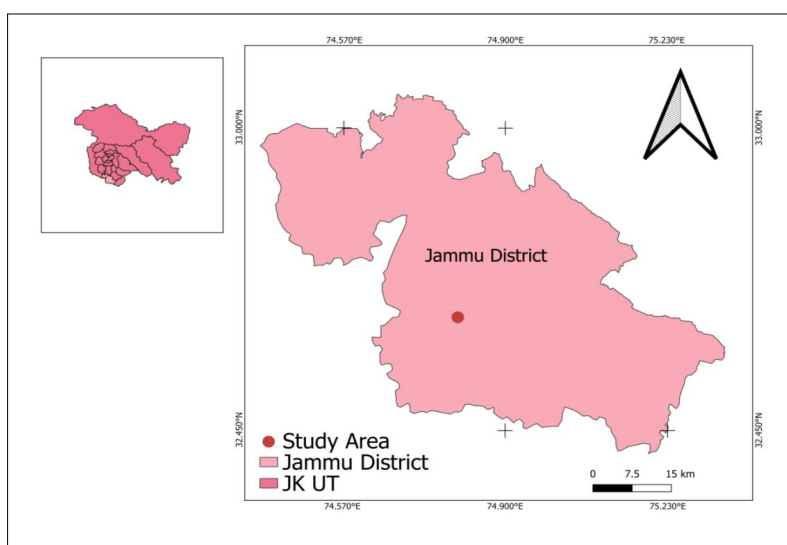 74.570°E 74.900°E 75.230°E
33.000°N 33.000°N
Jammu District
32.450°N 32.450°N
Study Area
Jammu District
JK UT
0 7.5 15 km
74.570°E 74.900°E 75.230°E